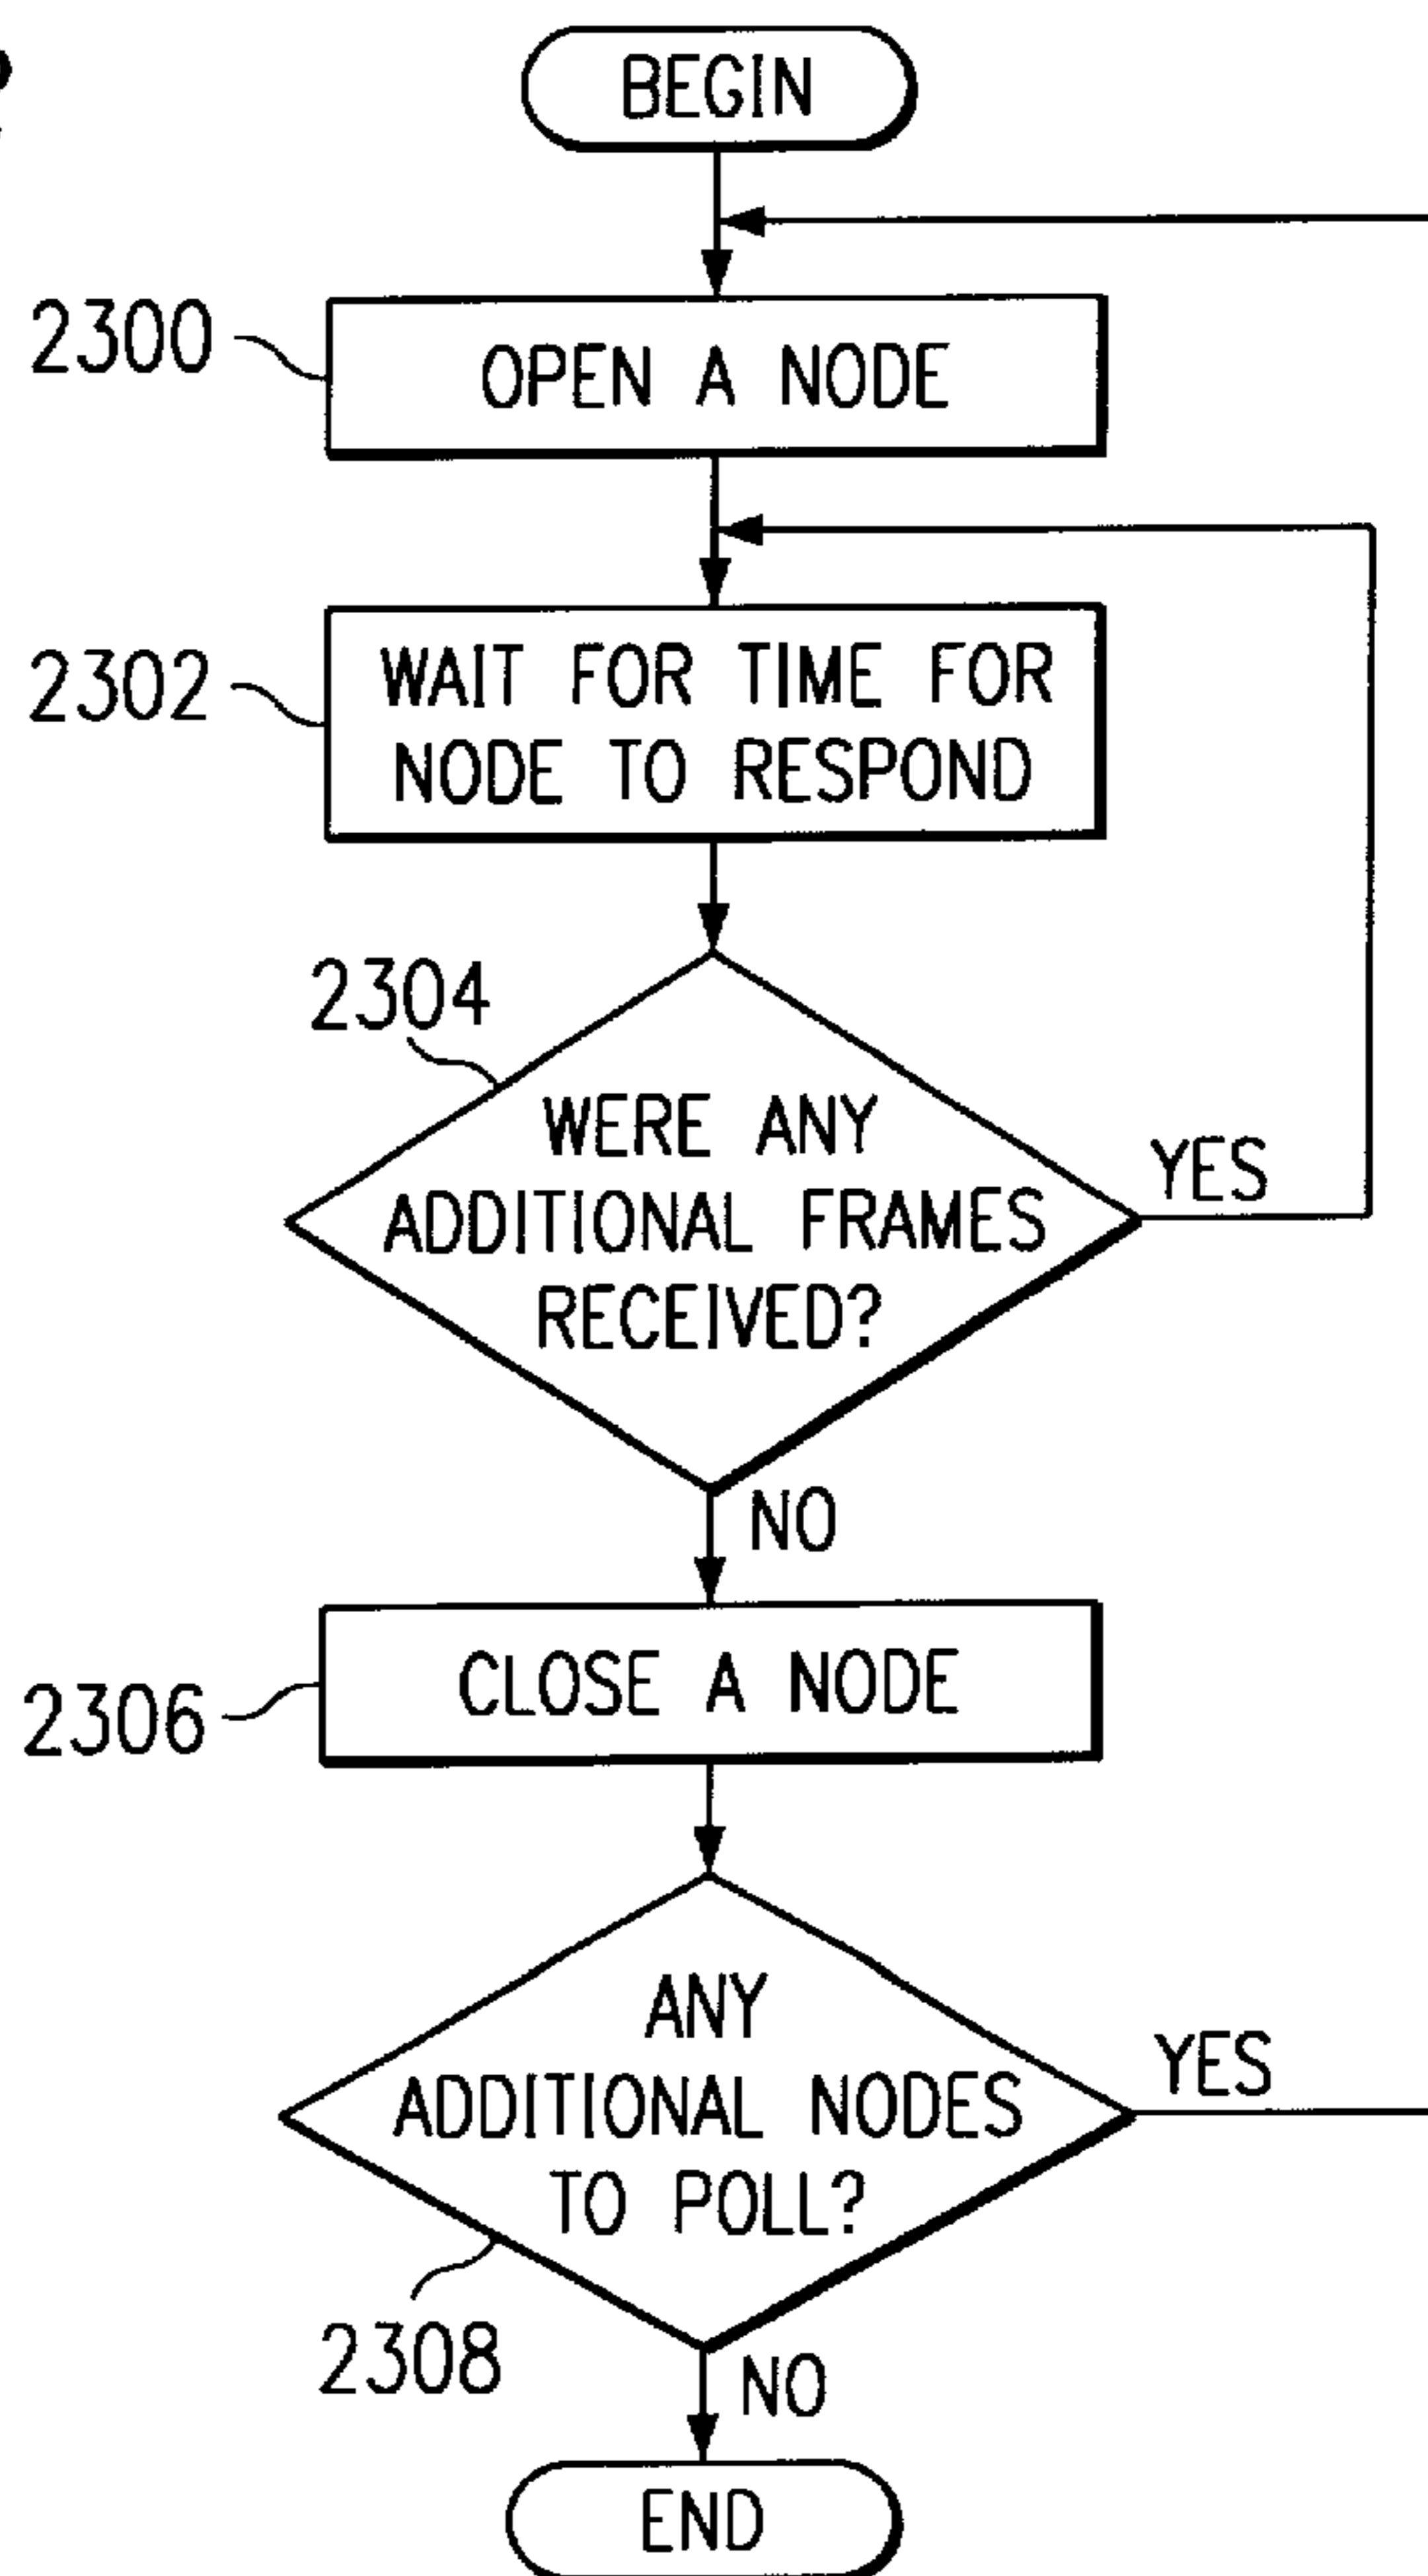 BEGIN
2300
OPEN A NODE
2302
WAIT FOR TIME FOR
NODE TO RESPOND
2304
WERE ANY
ADDITIONAL FRAMES
RECEIVED?
YES
NO
2306
CLOSE A NODE
ANY
ADDITIONAL NODES
TO POLL?
YES
2308
NO
END